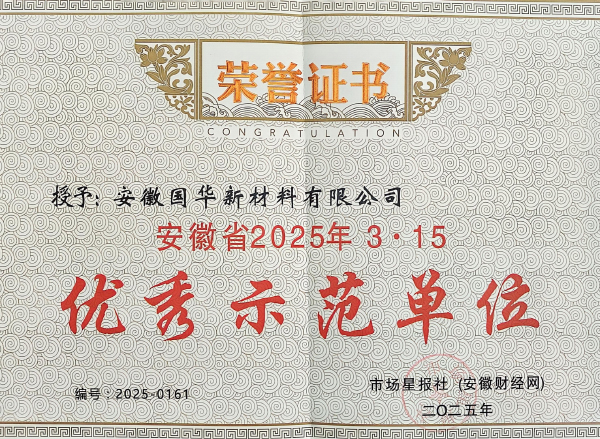 荣誉证书
CONGRATULATION
授予: 安徽国华新材料有限公司
安徽省2025年 3·15
优秀示范单位
市场星报社 (安徽财经网)
编号: 2025-0161
二〇二五年